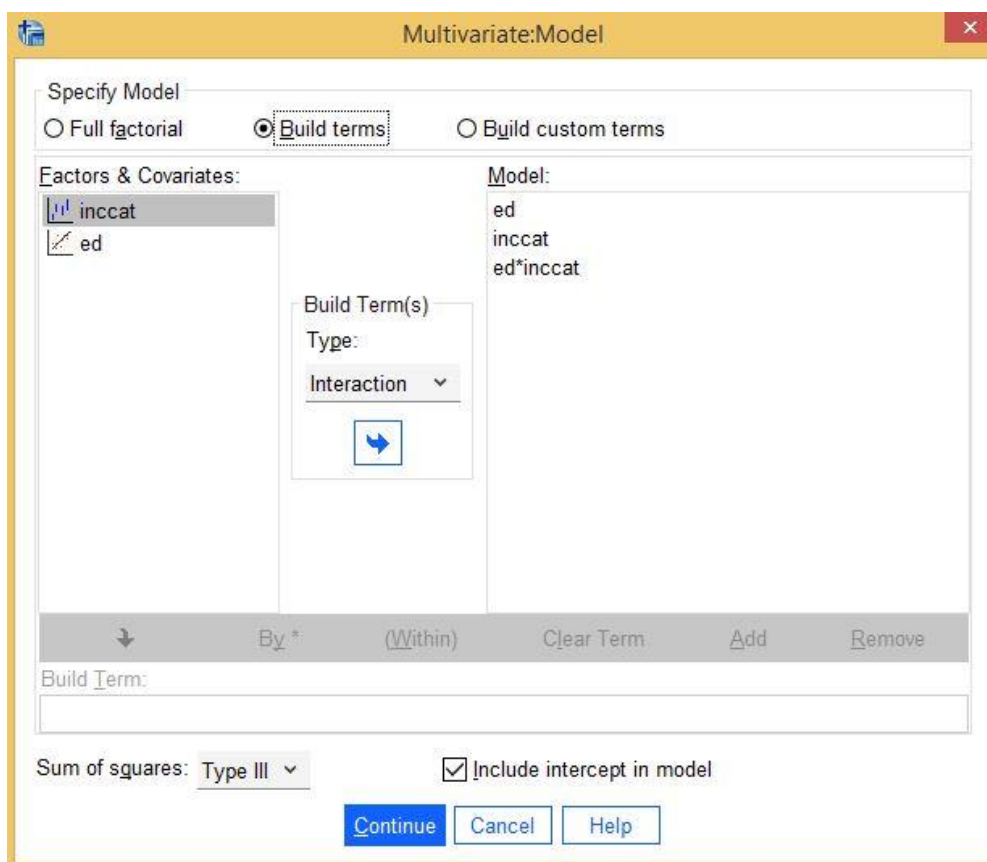 Multivariate:Model
Specify Model
Full factorial Build terms Build custom terms
Factors & Covariates: Model:
inccat ed
ed inccat
ed*inccat
Build Term(s)
Type:
Interaction
By * (Within) Clear Term Add Remove
Build Term:
Sum of squares: Type III Include intercept in model
Continue Cancel Help